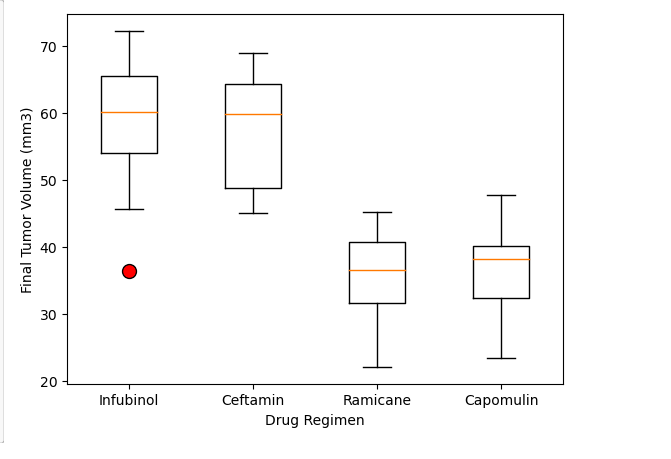 Final Tumor Volume (mm3)
70
60
50
40
30
20
Infubinol Ceftamin Ramicane Capomulin
Drug Regimen